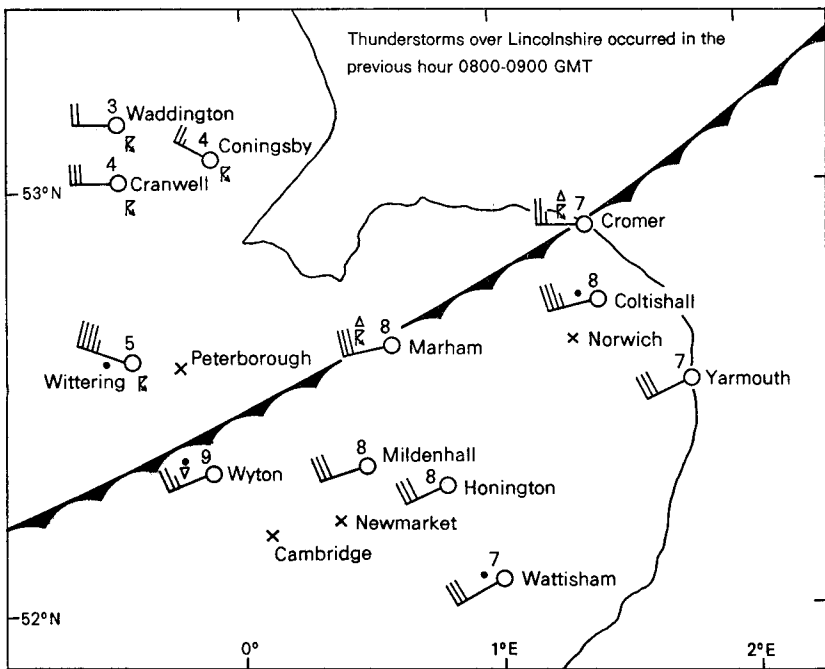 Thunderstorms over Lincolnshire occurred in the
previous hour 0800-0900 GMT
3 Waddington
4 Coningsby
4 Cranwell
53°N
7 Cromer
8 Coltishall
Norwich
8 Marham
5 Peterborough
Wittering
7 Yarmouth
9 Wyton
8 Mildenhall
8 Honington
Newmarket
Cambridge
7 Wattisham
52°N
0° 1°E 2°E